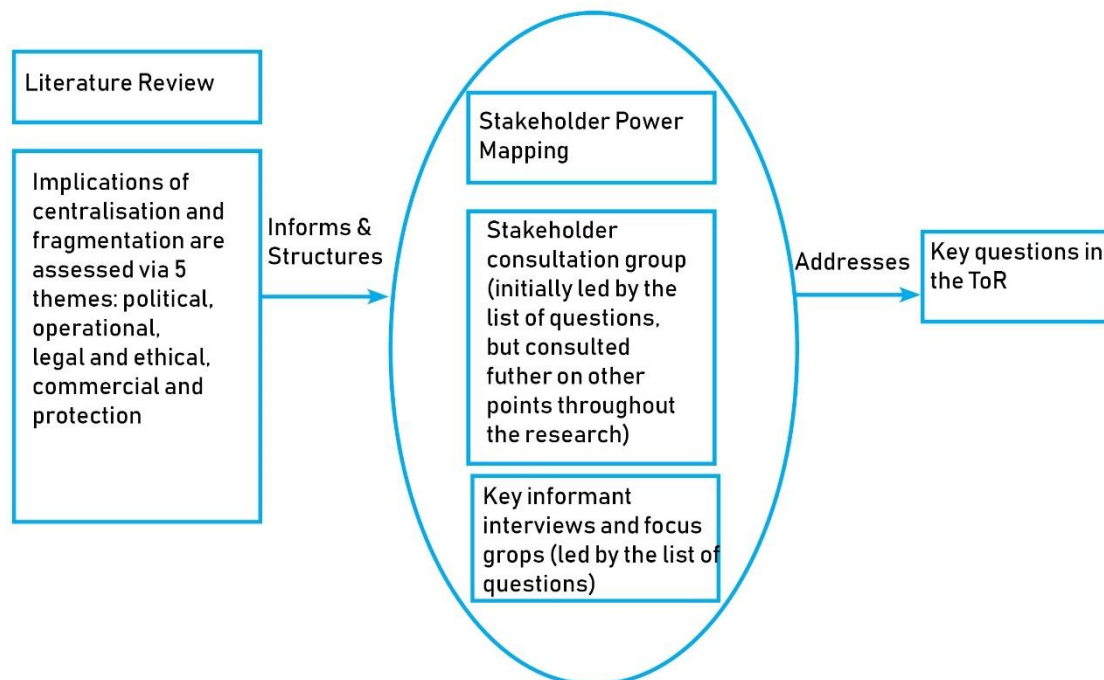 Literature Review
Implications of
centralisation and
fragmentation are
assessed via 5
themes: political,
operational,
legal and ethical,
commercial and
protection
Informs &
Structures
Stakeholder Power
Mapping
Stakeholder
consultation group
(initially led by the
list of questions,
but consulted
futher on other
points throughout
the research)
Key informant
interviews and focus
grops (led by the list of
questions)
Addresses
Key questions in
the ToR